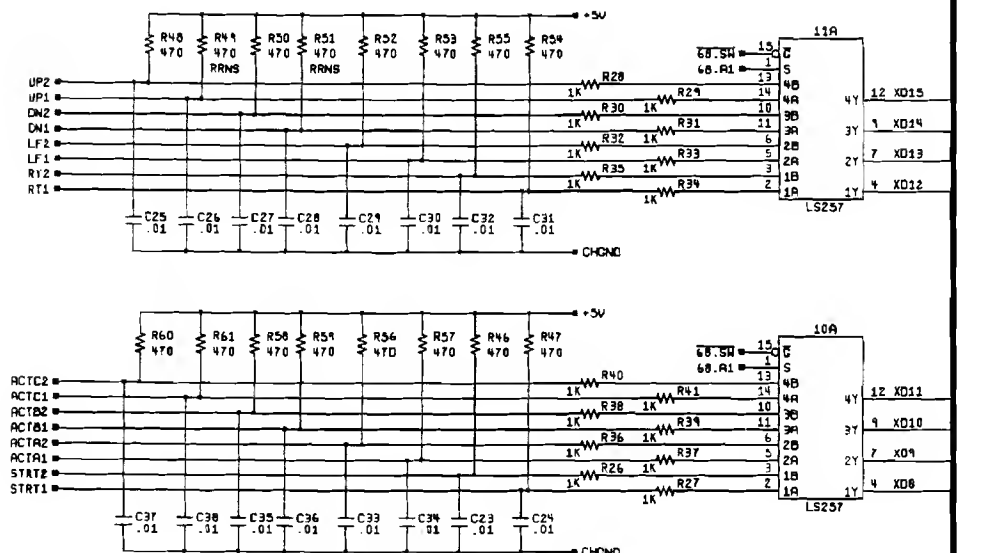 +5V
R48 R49 R50 R51 R52 R53 R55 R54
470 470 470 470 470 470 470 470
RRNS RRNS
11A
68.SW 15 G
68.A1 1 S
UP2 R28 1K 13 4B
UP1 R29 1K 14 4A 4Y 12 XD15
DN2 R30 1K 10 3B
DN1 R31 1K 11 3A 3Y 9 XD14
LF2 R32 1K 6 2B
LF1 R33 1K 5 2A 2Y 7 XD13
RY2 R35 1K 3 1B
RT1 R34 1K 2 1A 1Y 4 XD12
LS257
C25 C26 C27 C28 C29 C30 C32 C31
.01 .01 .01 .01 .01 .01 .01 .01
CHGND
+5V
R60 R61 R58 R59 R56 R57 R46 R47
470 470 470 470 470 470 470 470
10A
68.SW 15 G
68.A1 1 S
ACTC2 R40 1K 13 4B
ACTC1 R41 1K 14 4A 4Y 12 XD11
ACTB2 R38 1K 10 3B
ACTB1 R39 1K 11 3A 3Y 9 XD10
ACTA2 R36 1K 6 2B
ACTA1 R37 1K 5 2A 2Y 7 XD9
STRT2 R26 1K 3 1B
STRT1 R27 1K 2 1A 1Y 4 XD8
LS257
C37 C38 C35 C36 C33 C34 C23 C24
.01 .01 .01 .01 .01 .01 .01 .01
CHGND